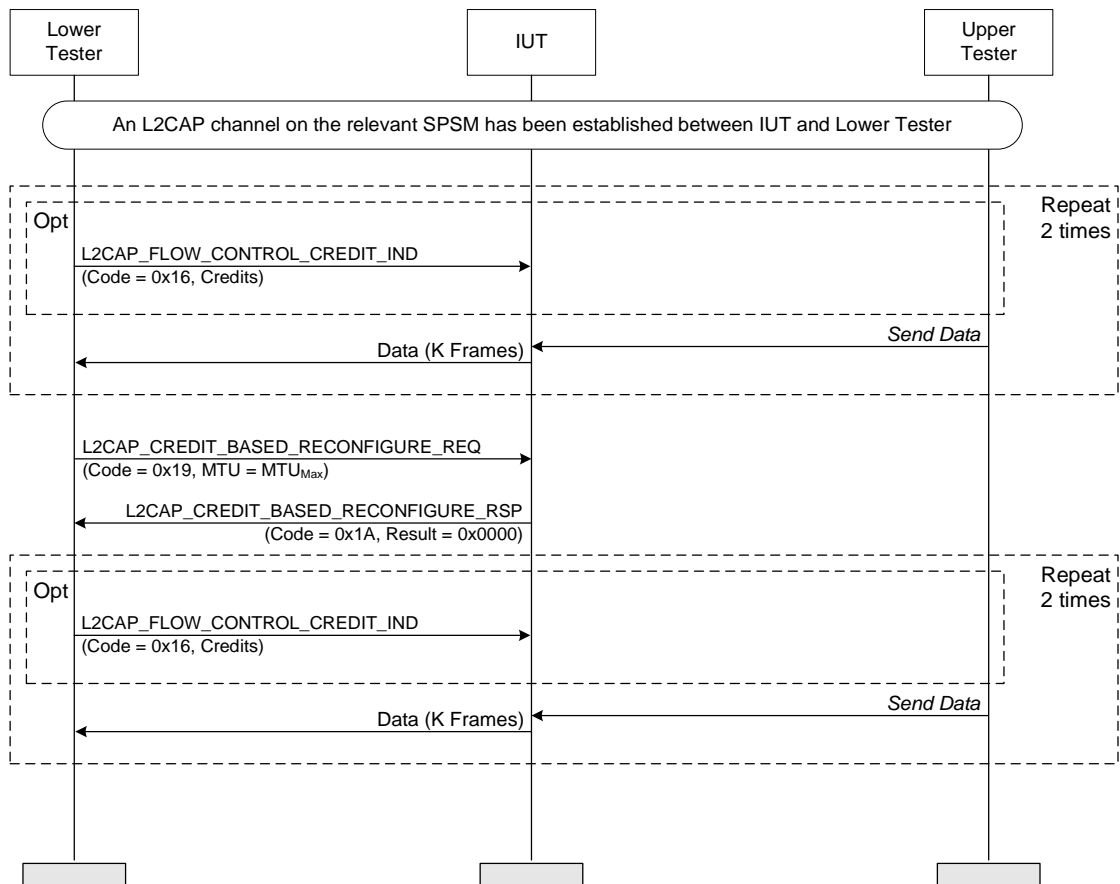 Lower
Tester
IUT
Upper
Tester
An L2CAP channel on the relevant SPSM has been established between IUT and Lower Tester
Repeat
2 times
Opt
L2CAP_FLOW_CONTROL_CREDIT_IND
(Code = 0x16, Credits)
Send Data
Data (K Frames)
L2CAP_CREDIT_BASED_RECONFIGURE_REQ
(Code = 0x19, MTU = MTUMax)
L2CAP_CREDIT_BASED_RECONFIGURE_RSP
(Code = 0x1A, Result = 0x0000)
Repeat
2 times
Opt
L2CAP_FLOW_CONTROL_CREDIT_IND
(Code = 0x16, Credits)
Send Data
Data (K Frames)